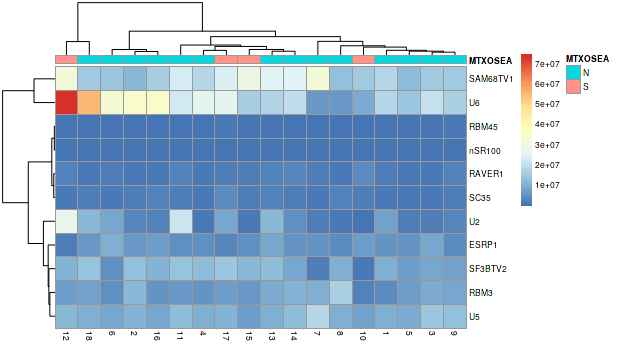 MTXOSEA
SAM68TV1
U6
RBM45
nSR100
RAVER1
SC35
U2
ESRP1
SF3BTV2
RBM3
U5
12 18 6 2 16 11 4 17 15 13 14 7 8 10 1 5 3 9
7e+07
6e+07
5e+07
4e+07
3e+07
2e+07
1e+07
MTXOSEA
N
S